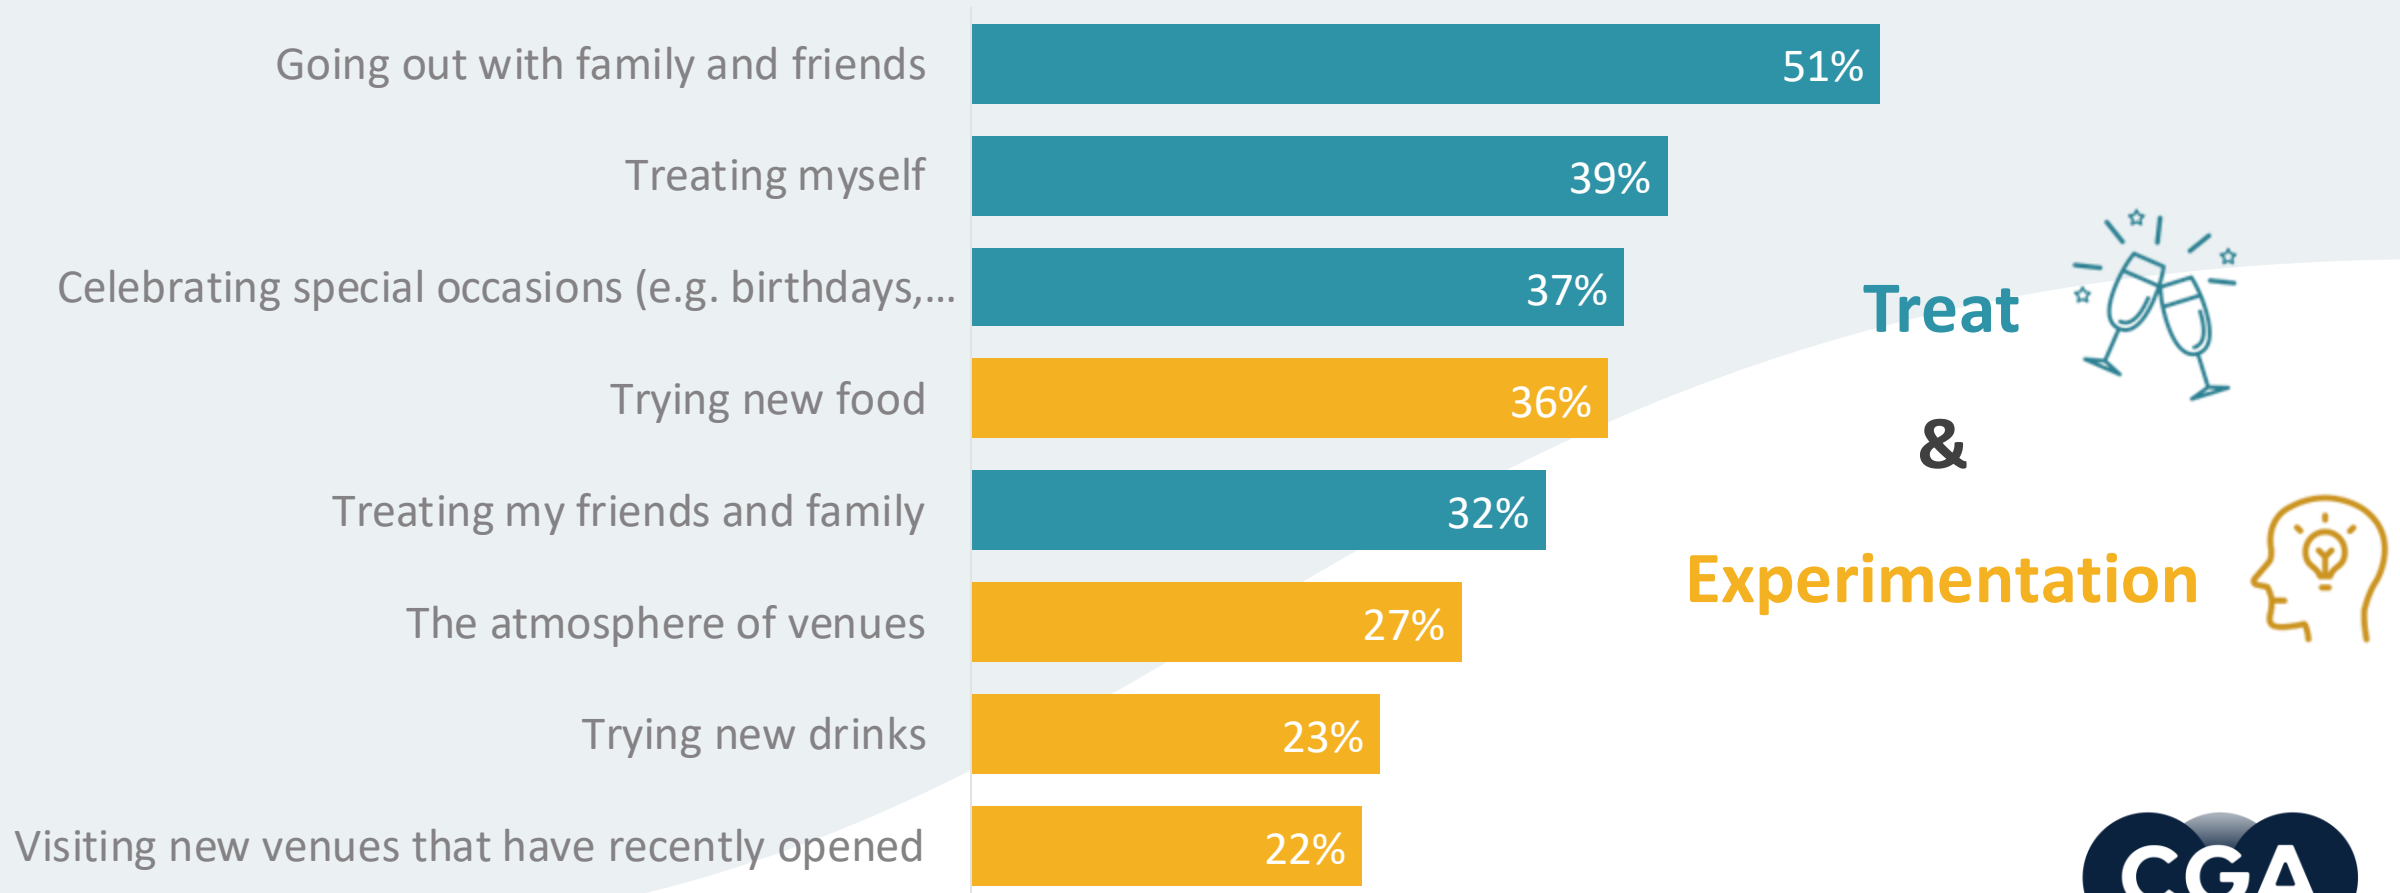 Going out with family and friends 51%
Treating myself 39%
Celebrating special occasions (e.g. birthdays,... 37%
Treat
Trying new food 36%
&
Treating my friends and family 32%
Experimentation
The atmosphere of venues 27%
Trying new drinks 23%
Visiting new venues that have recently opened 22%
CGA